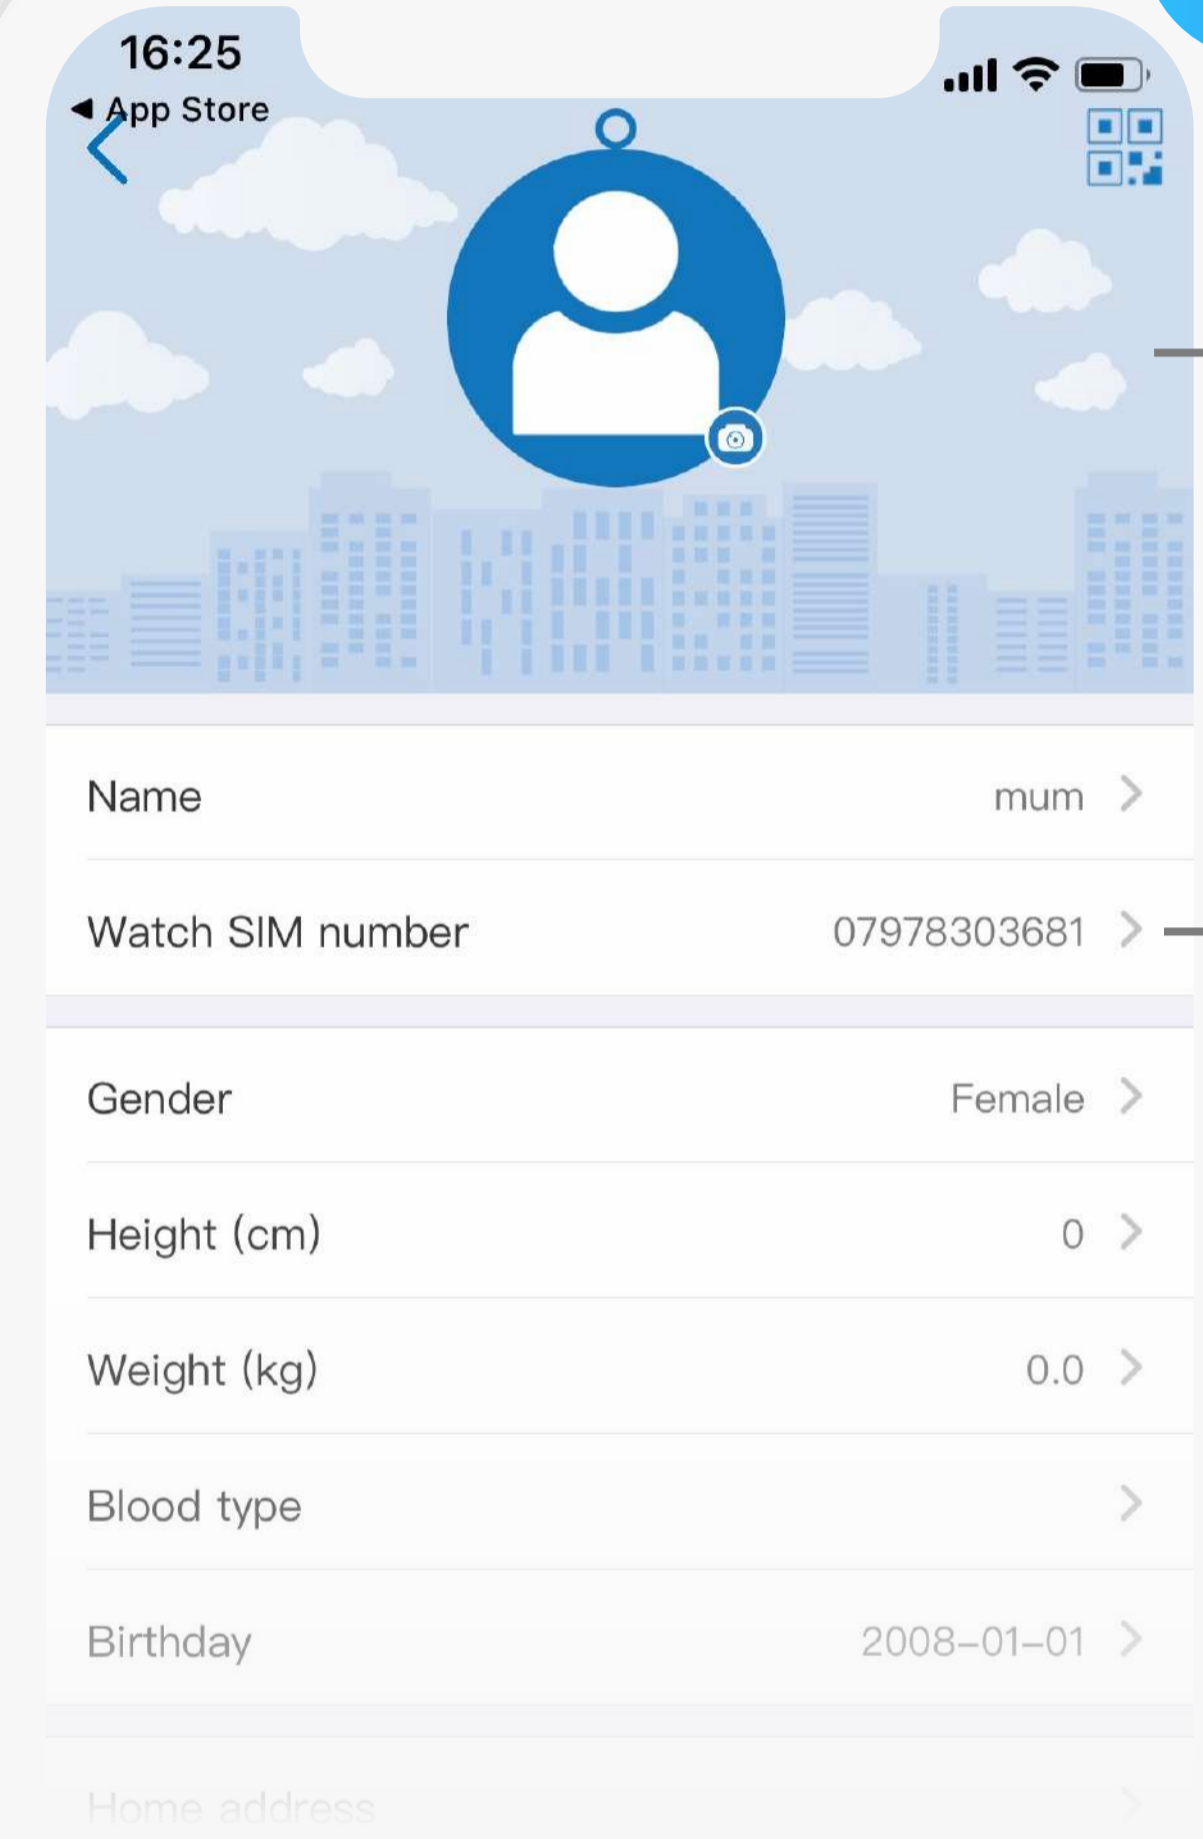 16:25
◀ App Store
Name mum
Watch SIM number 07978303681
Gender Female
Height (cm) 0
Weight (kg) 0.0
Blood type
Birthday 2008-01-01
Home address